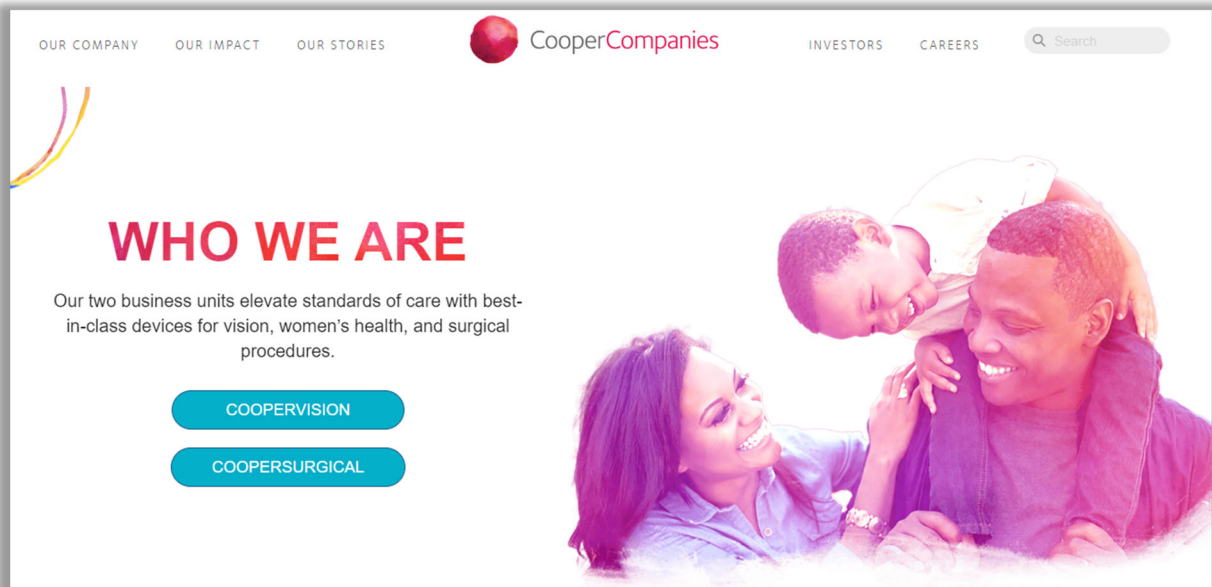 OUR COMPANY
OUR IMPACT
OUR STORIES
CooperCompanies
INVESTORS
CAREERS
Search
WHO WE ARE
Our two business units elevate standards of care with best-
in-class devices for vision, women's health, and surgical
procedures.
COOPERVISION
COOPERSURGICAL